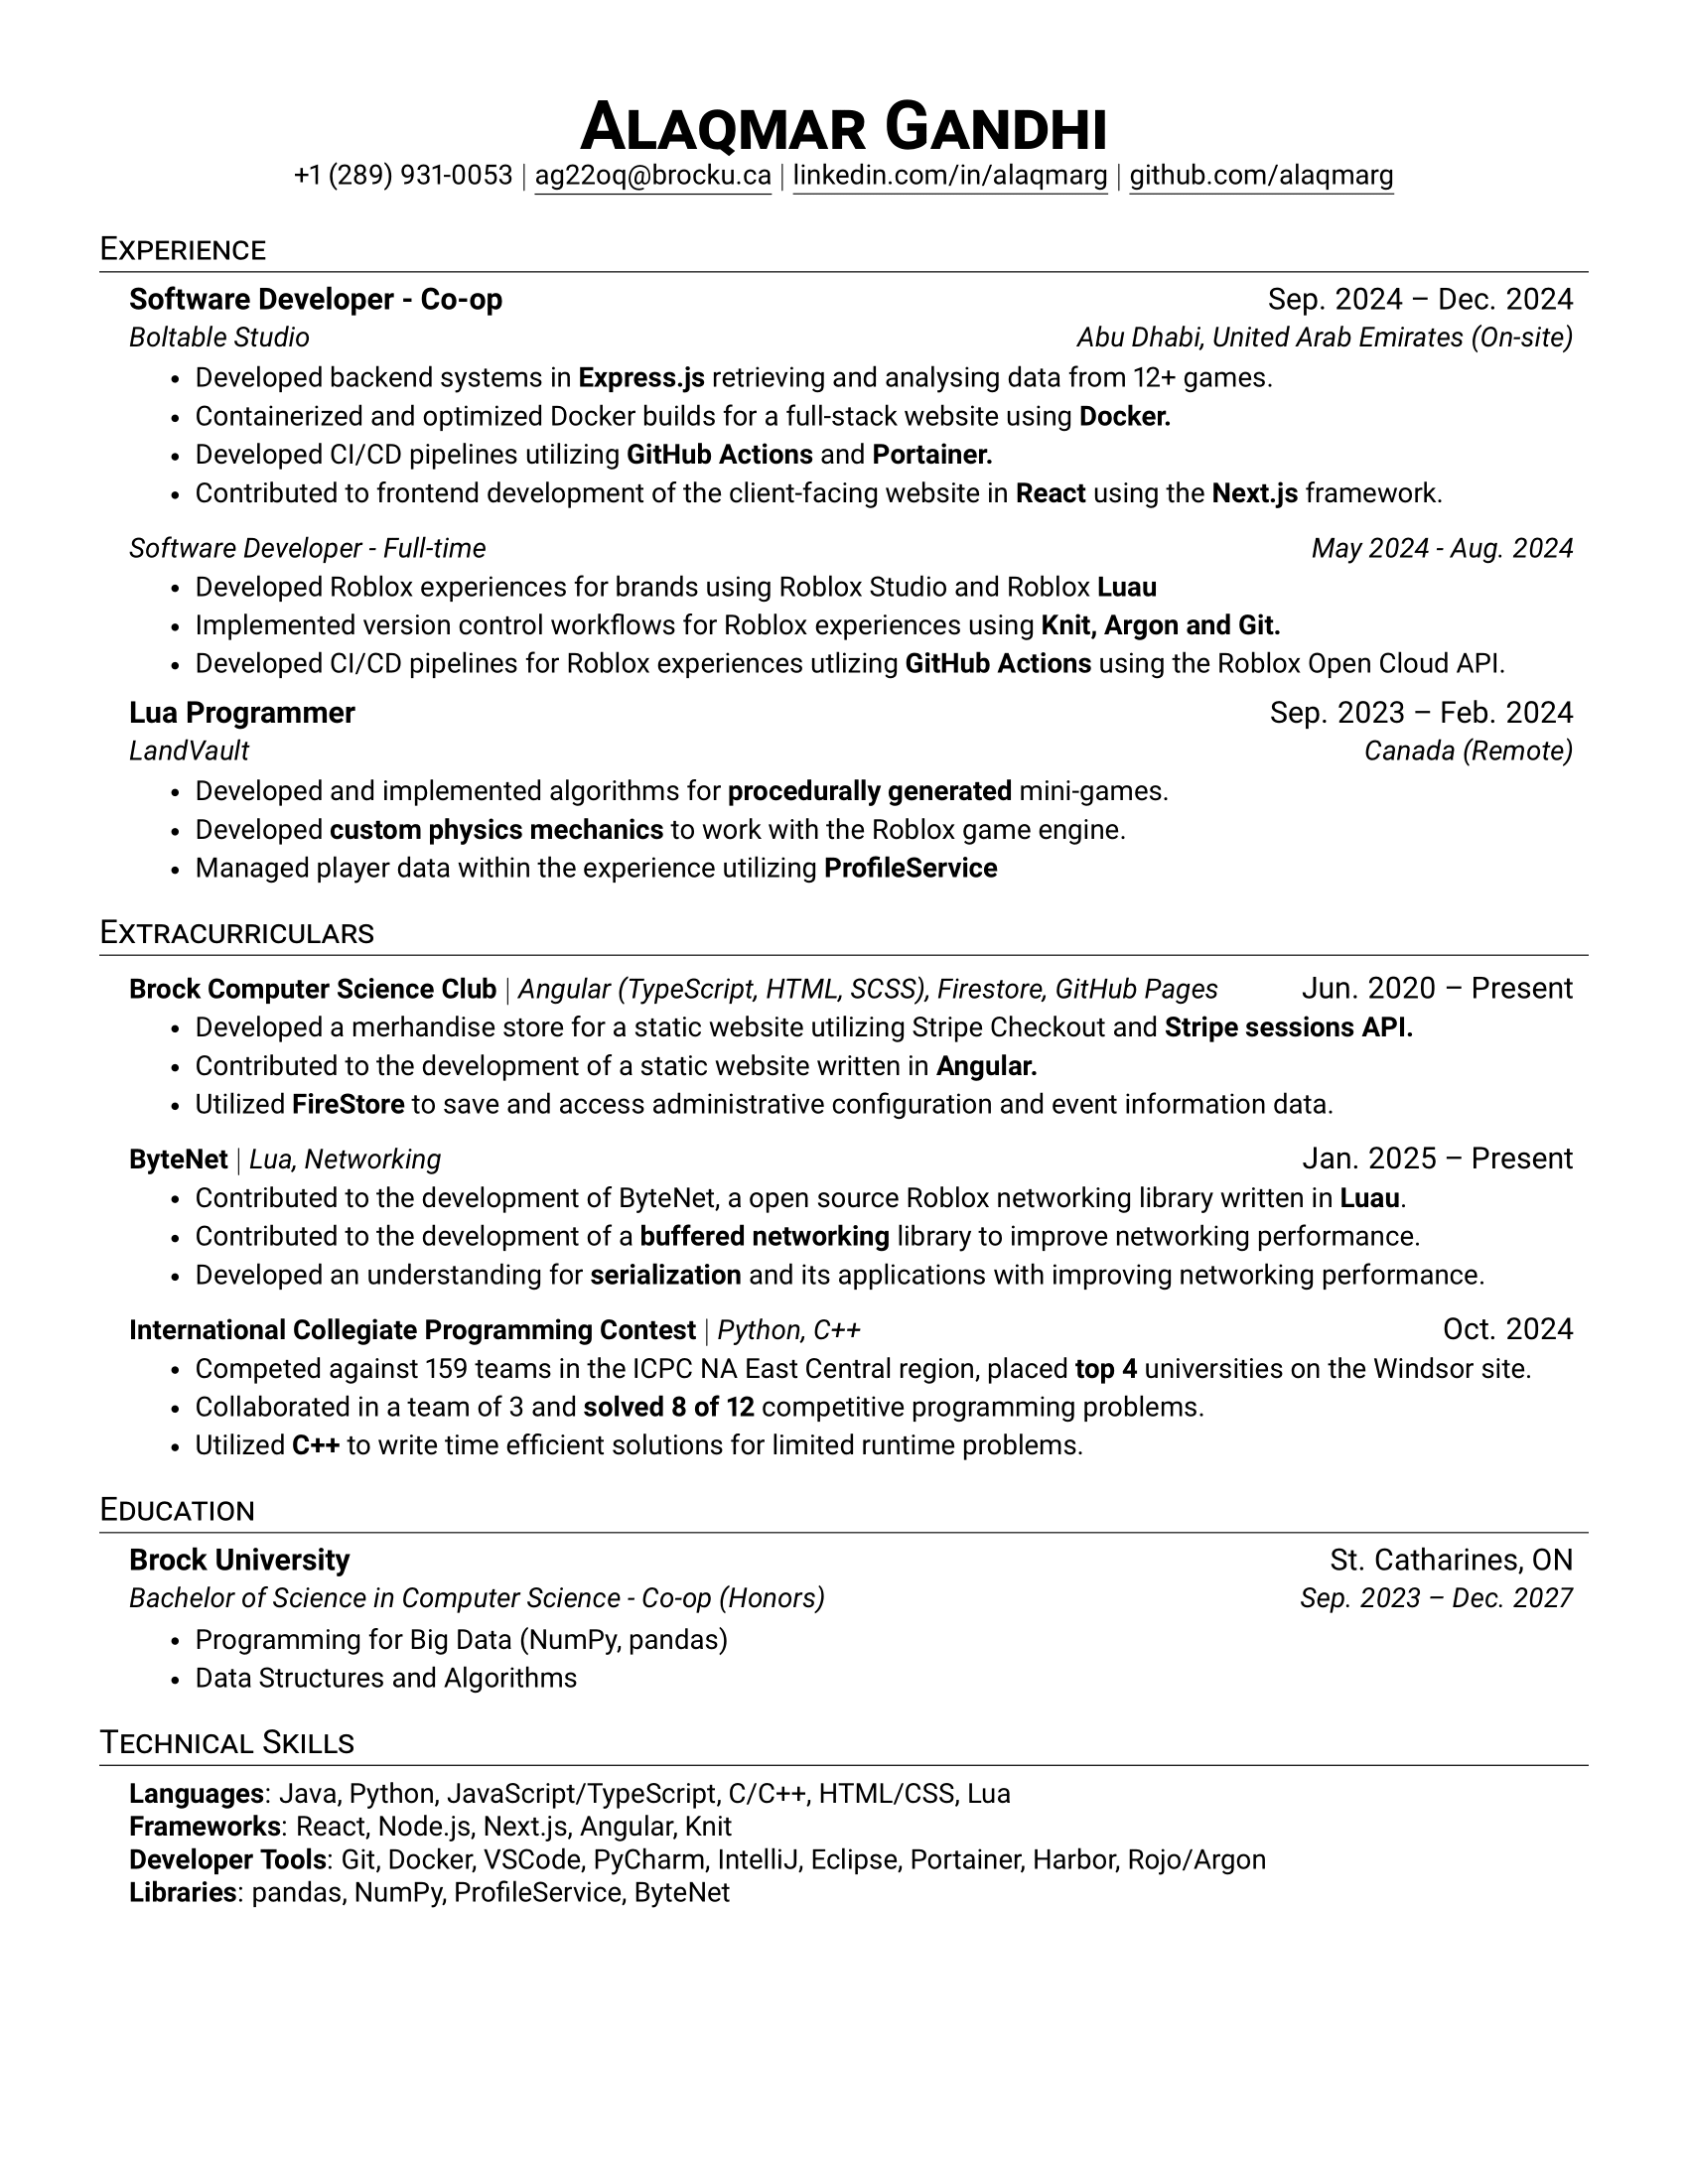 Alaqmar Gandhi
+1 (289) 931-0053 | ag22oq@brocku.ca | linkedin.com/in/alaqmarg | github.com/alaqmarg
Experience
Software Developer - Co-op Sep. 2024 – Dec. 2024
Boltable Studio Abu Dhabi, United Arab Emirates (On-site)
• Developed backend systems in Express.js retrieving and analysing data from 12+ games.
• Containerized and optimized Docker builds for a full-stack website using Docker.
• Developed CI/CD pipelines utilizing GitHub Actions and Portainer.
• Contributed to frontend development of the client-facing website in React using the Next.js framework.
Software Developer - Full-time May 2024 - Aug. 2024
• Developed Roblox experiences for brands using Roblox Studio and Roblox Luau
• Implemented version control workflows for Roblox experiences using Knit, Argon and Git.
• Developed CI/CD pipelines for Roblox experiences utlizing GitHub Actions using the Roblox Open Cloud API.
Lua Programmer Sep. 2023 – Feb. 2024
LandVault Canada (Remote)
• Developed and implemented algorithms for procedurally generated mini-games.
• Developed custom physics mechanics to work with the Roblox game engine.
• Managed player data within the experience utilizing ProfileService
Extracurriculars
Brock Computer Science Club | Angular (TypeScript, HTML, SCSS), Firestore, GitHub Pages Jun. 2020 – Present
• Developed a merhandise store for a static website utilizing Stripe Checkout and Stripe sessions API.
• Contributed to the development of a static website written in Angular.
• Utilized FireStore to save and access administrative configuration and event information data.
ByteNet | Lua, Networking Jan. 2025 – Present
• Contributed to the development of ByteNet, a open source Roblox networking library written in Luau.
• Contributed to the development of a buffered networking library to improve networking performance.
• Developed an understanding for serialization and its applications with improving networking performance.
International Collegiate Programming Contest | Python, C++ Oct. 2024
• Competed against 159 teams in the ICPC NA East Central region, placed top 4 universities on the Windsor site.
• Collaborated in a team of 3 and solved 8 of 12 competitive programming problems.
• Utilized C++ to write time efficient solutions for limited runtime problems.
Education
Brock University St. Catharines, ON
Bachelor of Science in Computer Science - Co-op (Honors) Sep. 2023 – Dec. 2027
• Programming for Big Data (NumPy, pandas)
• Data Structures and Algorithms
Technical Skills
Languages: Java, Python, JavaScript/TypeScript, C/C++, HTML/CSS, Lua
Frameworks: React, Node.js, Next.js, Angular, Knit
Developer Tools: Git, Docker, VSCode, PyCharm, IntelliJ, Eclipse, Portainer, Harbor, Rojo/Argon
Libraries: pandas, NumPy, ProfileService, ByteNet